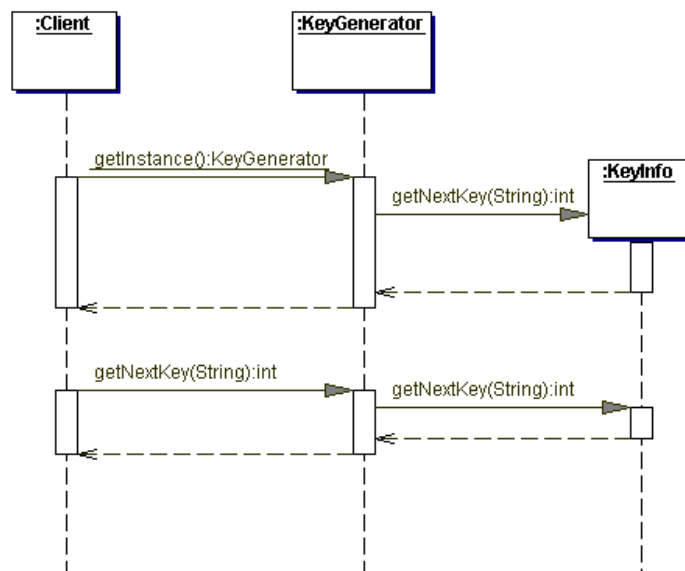 :Client
:KeyGenerator
getInstance():KeyGenerator
:KeyInfo
getNextKey(String):int
getNextKey(String):int
getNextKey(String):int